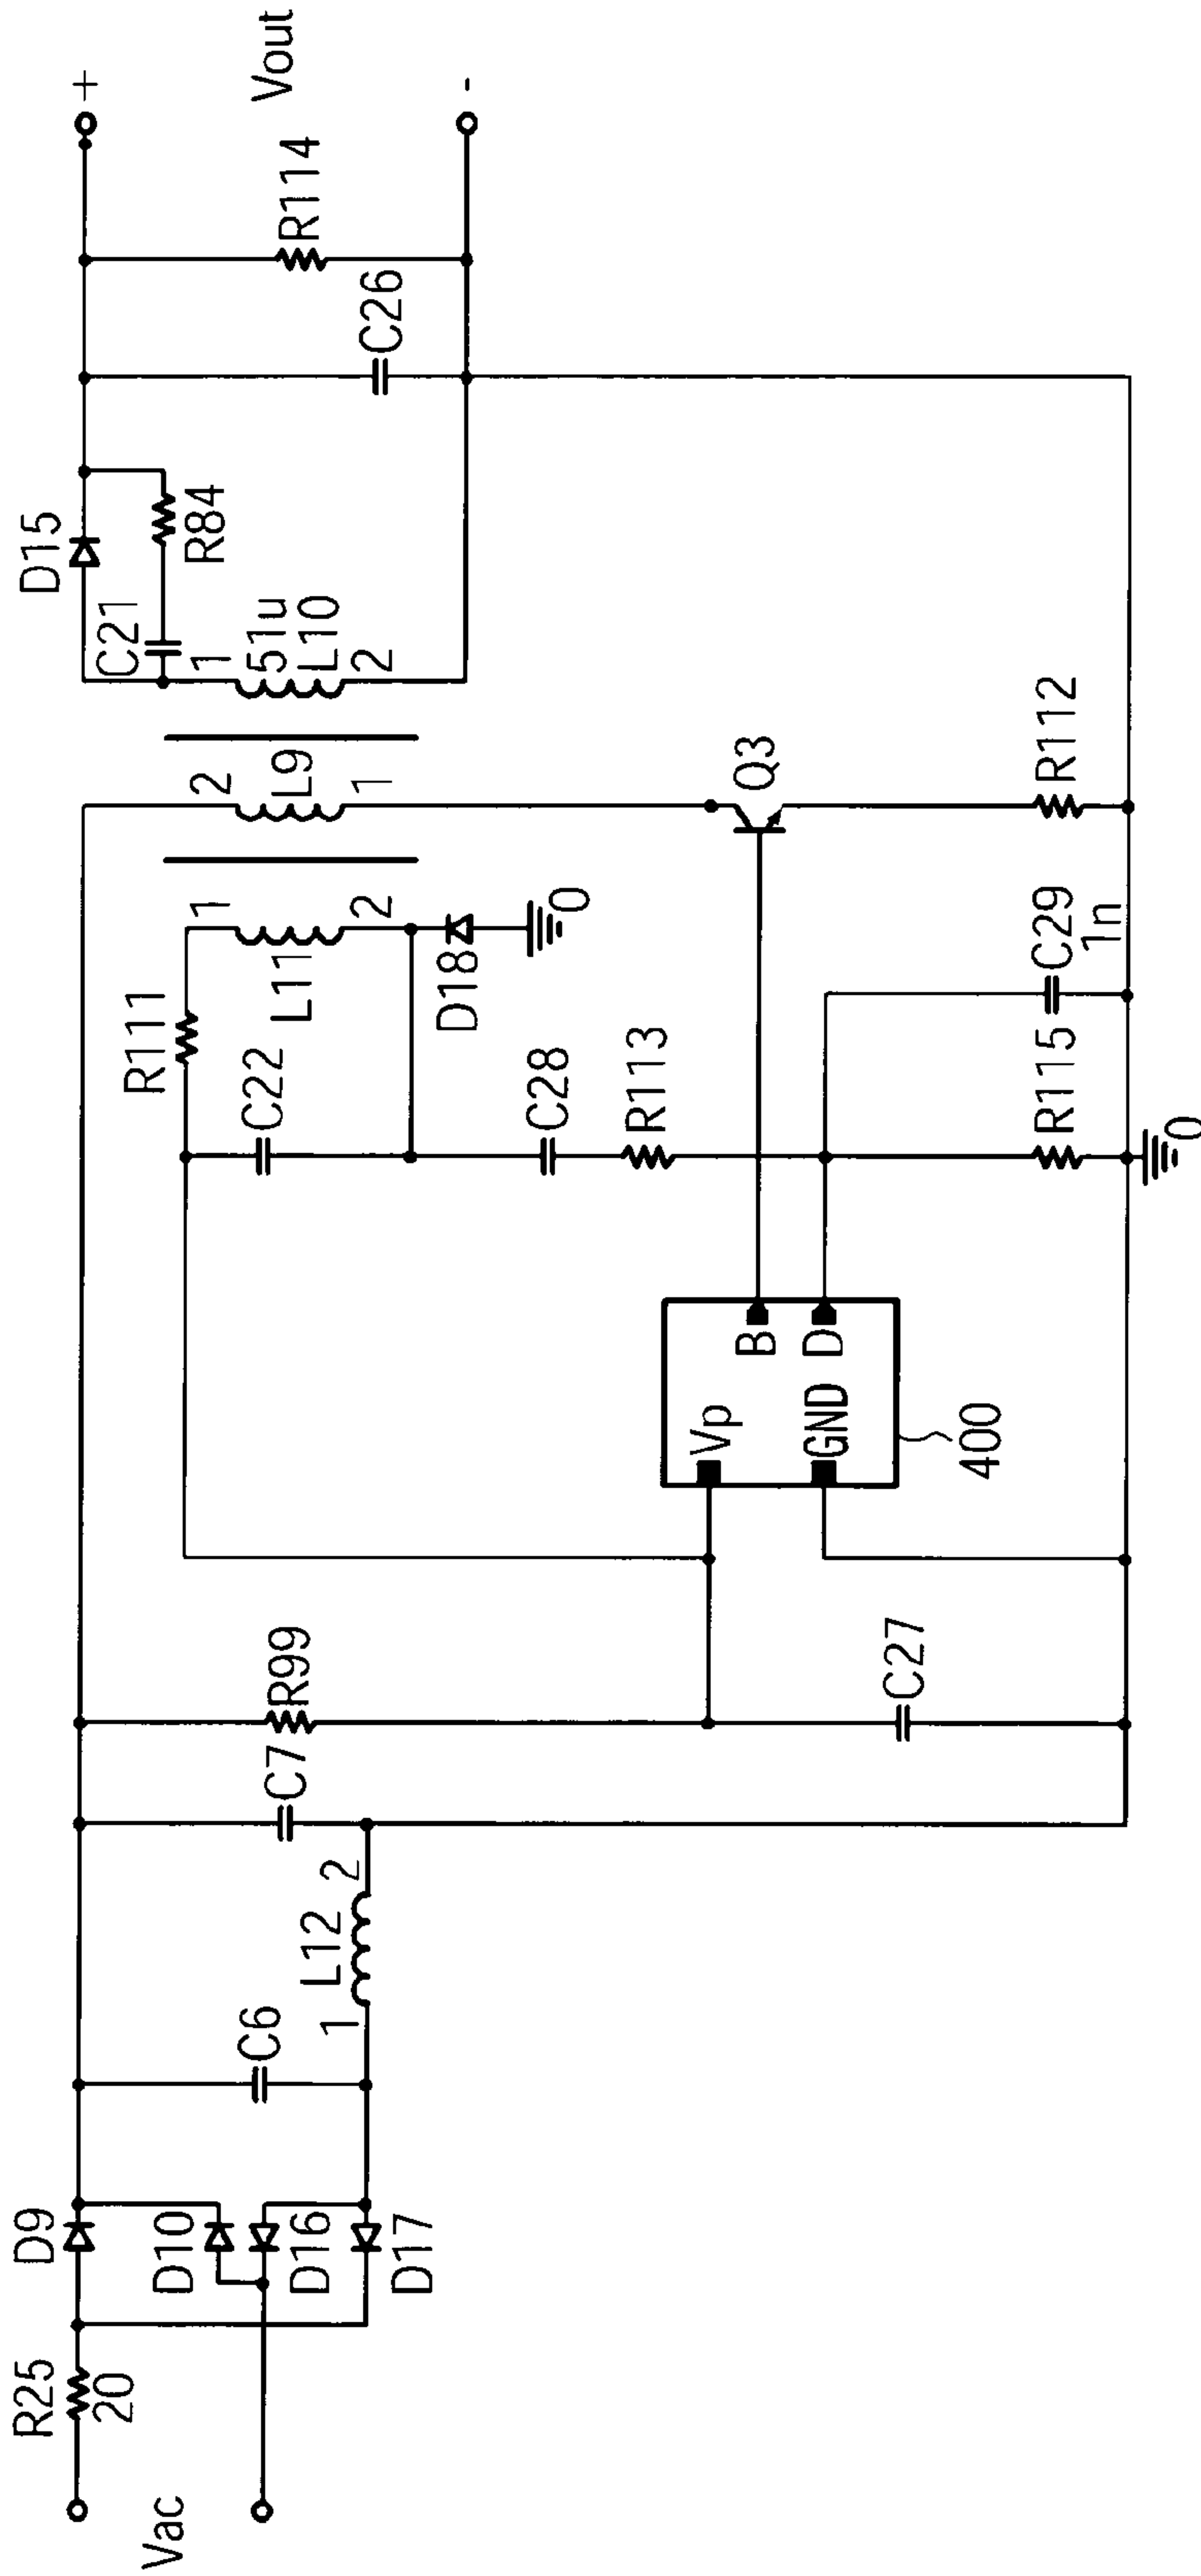 Vac
R25
20
D9
D10
D16
D17
C6
1
L12
2
C7
R99
C27
Vp
GND
B
D
400
R111
C22
C28
R113
R115
0
C29
1n
1
L11
2
D18
0
2
L9
1
Q3
R112
D15
C21
R84
1
51u
L10
2
C26
R114
+
Vout
-